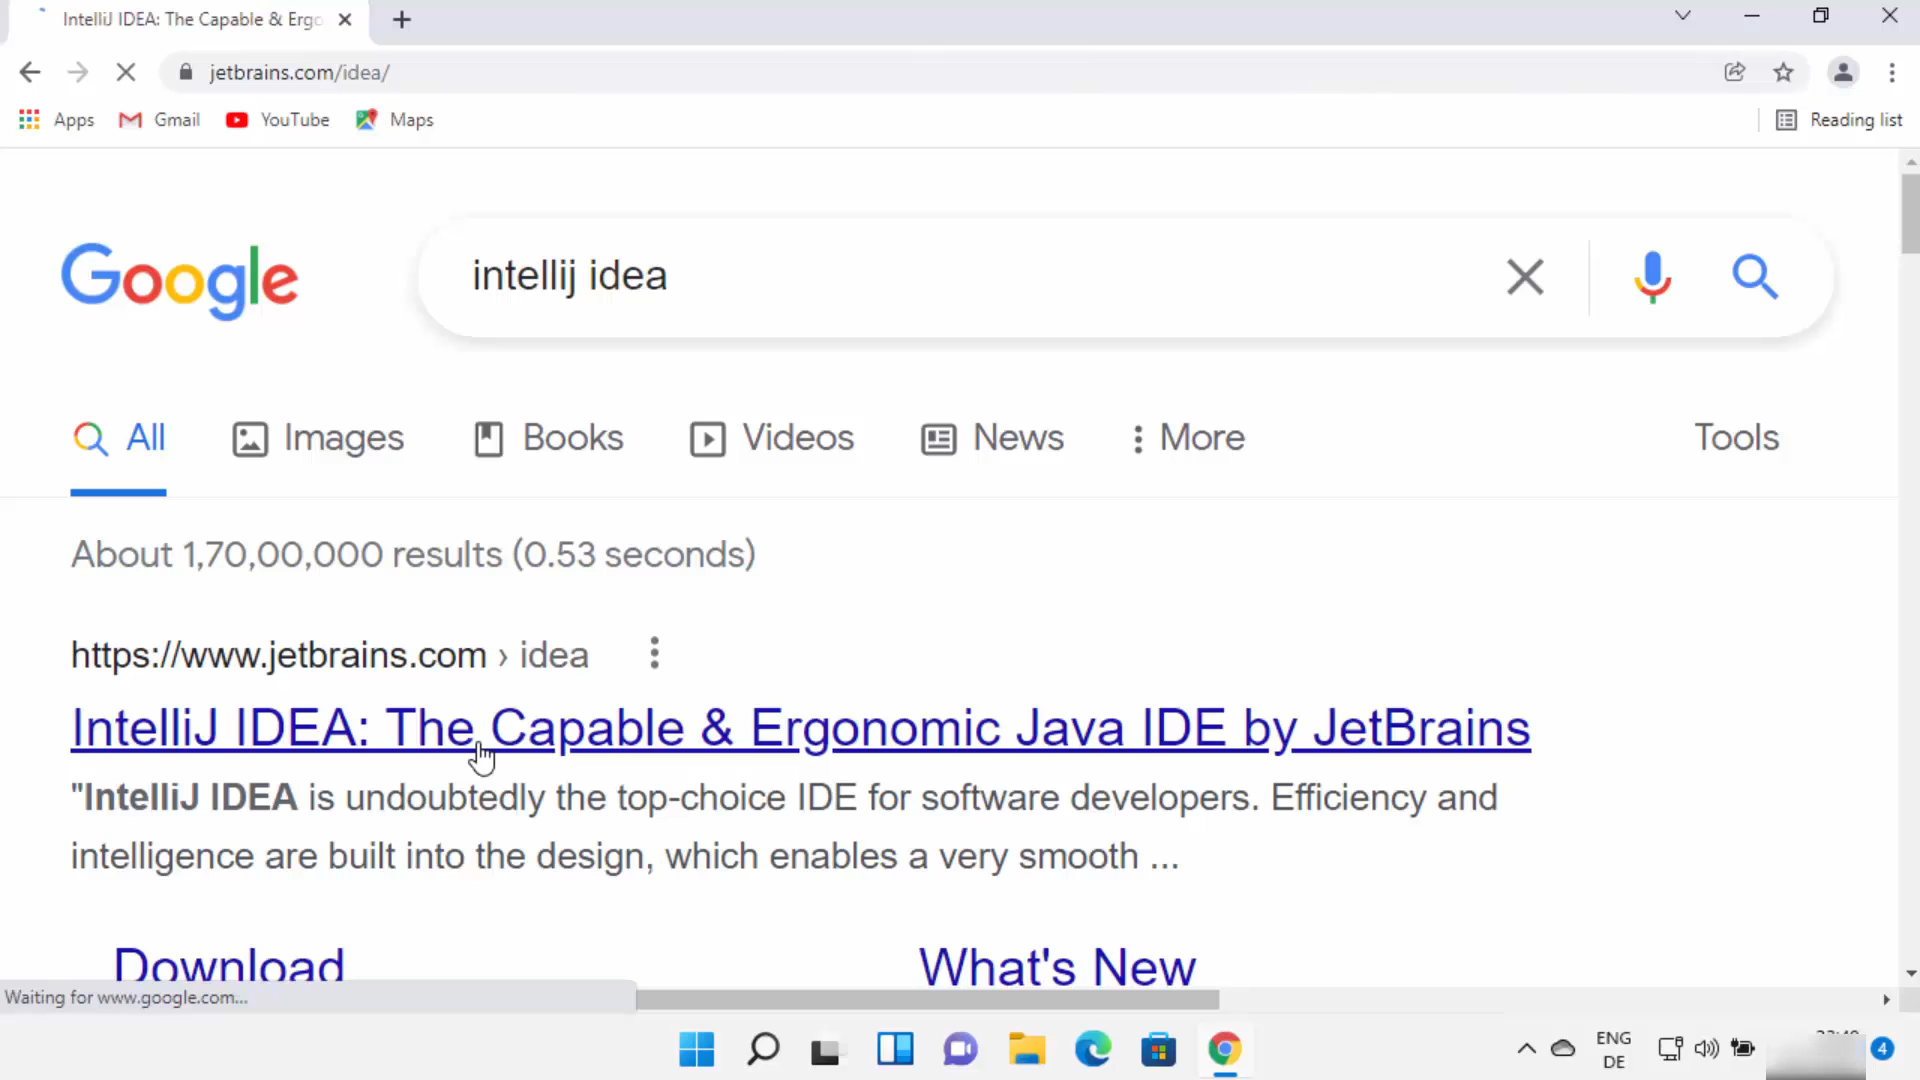 IntelliJ IDEA: The Capable & Ergo
jetbrains.com/idea/
Apps Gmail YouTube Maps Reading list
Google intellij idea
All Images Books Videos News More Tools
About 1,70,00,000 results (0.53 seconds)
https://www.jetbrains.com › idea
IntelliJ IDEA: The Capable & Ergonomic Java IDE by JetBrains
"IntelliJ IDEA is undoubtedly the top-choice IDE for software developers. Efficiency and
intelligence are built into the design, which enables a very smooth ...
Download What's New
Waiting for www.google.com...
ENG
DE
4